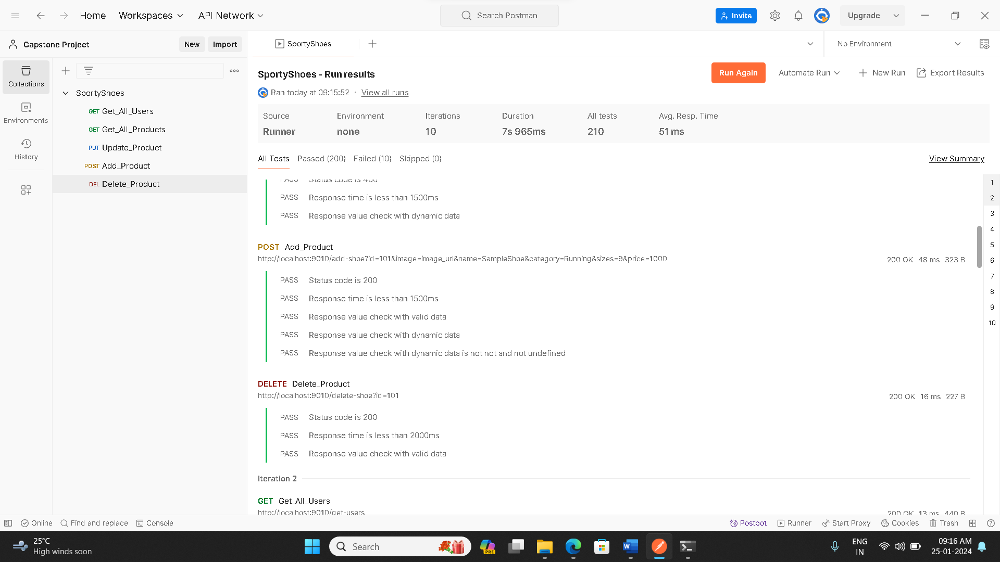 Home
Workspaces
API Network
Search Postman
Invite
Upgrade
Capstone Project
New
Import
SportyShoes
No Environment
Collections
Environments
History
SportyShoes
GET Get_All_Users
GET Get_All_Products
PUT Update_Product
POST Add_Product
DEL Delete_Product
SportyShoes - Run results
Run Again
Automate Run
New Run
Export Results
Ran today at 09:15:52 · View all runs
Source Environment Iterations Duration All tests Avg. Resp. Time
Runner none 10 7s 965ms 210 51 ms
All Tests Passed (200) Failed (10) Skipped (0) View Summary
PASS Status code is 400
PASS Response time is less than 1500ms
PASS Response value check with dynamic data
POST Add_Product
http://localhost:9010/add-shoe?id=101&image=image_url&name=SampleShoe&category=Running&sizes=9&price=1000
200 OK 48 ms 323 B
PASS Status code is 200
PASS Response time is less than 1500ms
PASS Response value check with valid data
PASS Response value check with dynamic data
PASS Response value check with dynamic data is not not and not undefined
DELETE Delete_Product
http://localhost:9010/delete-shoe?id=101
200 OK 16 ms 227 B
PASS Status code is 200
PASS Response time is less than 2000ms
PASS Response value check with valid data
Iteration 2
GET Get_All_Users
http://localhost:9010/get-users
200 OK 13 ms 440 B
1
2
3
4
5
6
7
8
9
10
Online
Find and replace
Console
Postbot
Runner
Start Proxy
Cookies
Trash
25°C
High winds soon
Search
PRE
ENG
IN
09:16 AM
25-01-2024